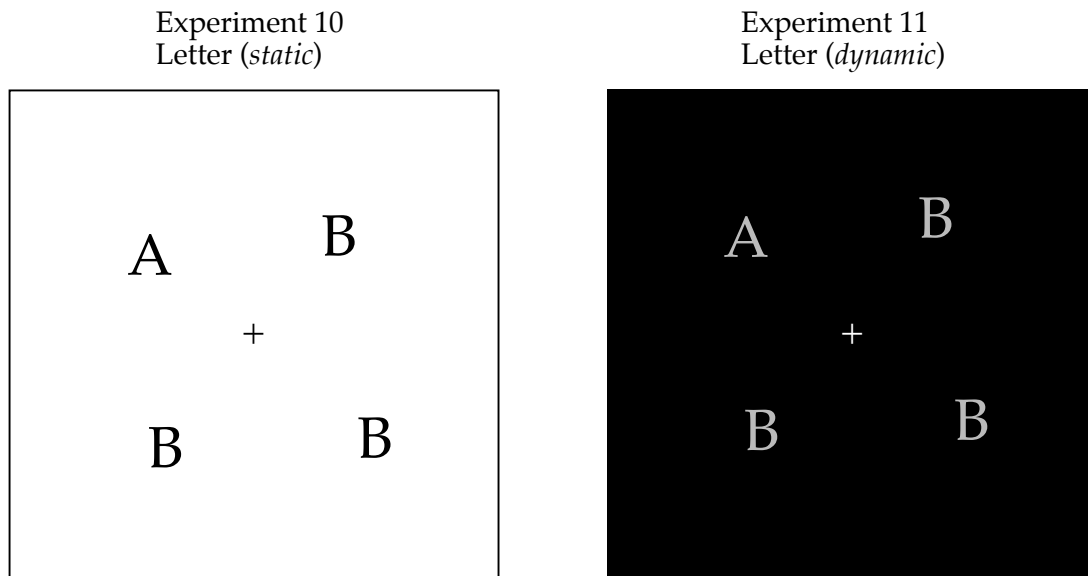 Experiment 10
Letter (static)
A
B
+
B
B
Experiment 11
Letter (dynamic)
A
B
+
B
B